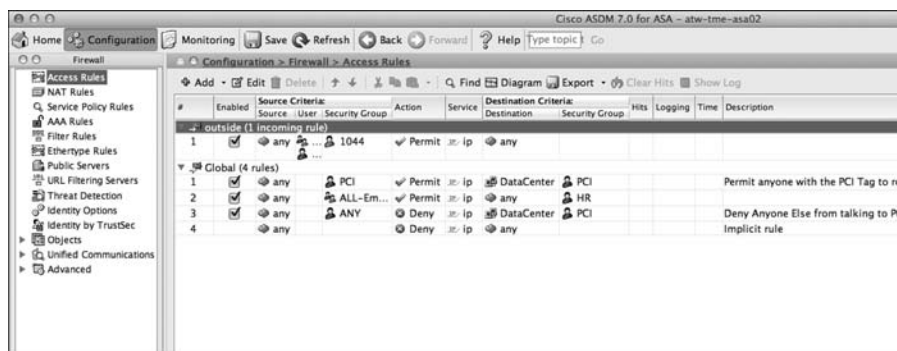 Cisco ASDM 7.0 for ASA - atw-tme-asa02
Home Configuration Monitoring Save Refresh Back Forward Help Type topic Go
Firewall
Access Rules
NAT Rules
Service Policy Rules
AAA Rules
Filter Rules
Ethertype Rules
Public Servers
URL Filtering Servers
Threat Detection
Identity Options
Identity by TrustSec
Objects
Unified Communications
Advanced
Configuration > Firewall > Access Rules
Add Edit Delete Find Diagram Export Clear Hits Show Log
# Enabled Source Criteria: Action Service Destination Criteria: Hits Logging Time Description
Source User Security Group Destination Security Group
outside (1 incoming rule)
1 any ... 1044 Permit ip any
...
Global (4 rules)
1 any PCI Permit ip DataCenter PCI Permit anyone with the PCI Tag to r
2 any ALL-Em... Permit ip any HR
3 any ANY Deny ip DataCenter PCI Deny Anyone Else from talking to P
4 any Deny ip any Implicit rule